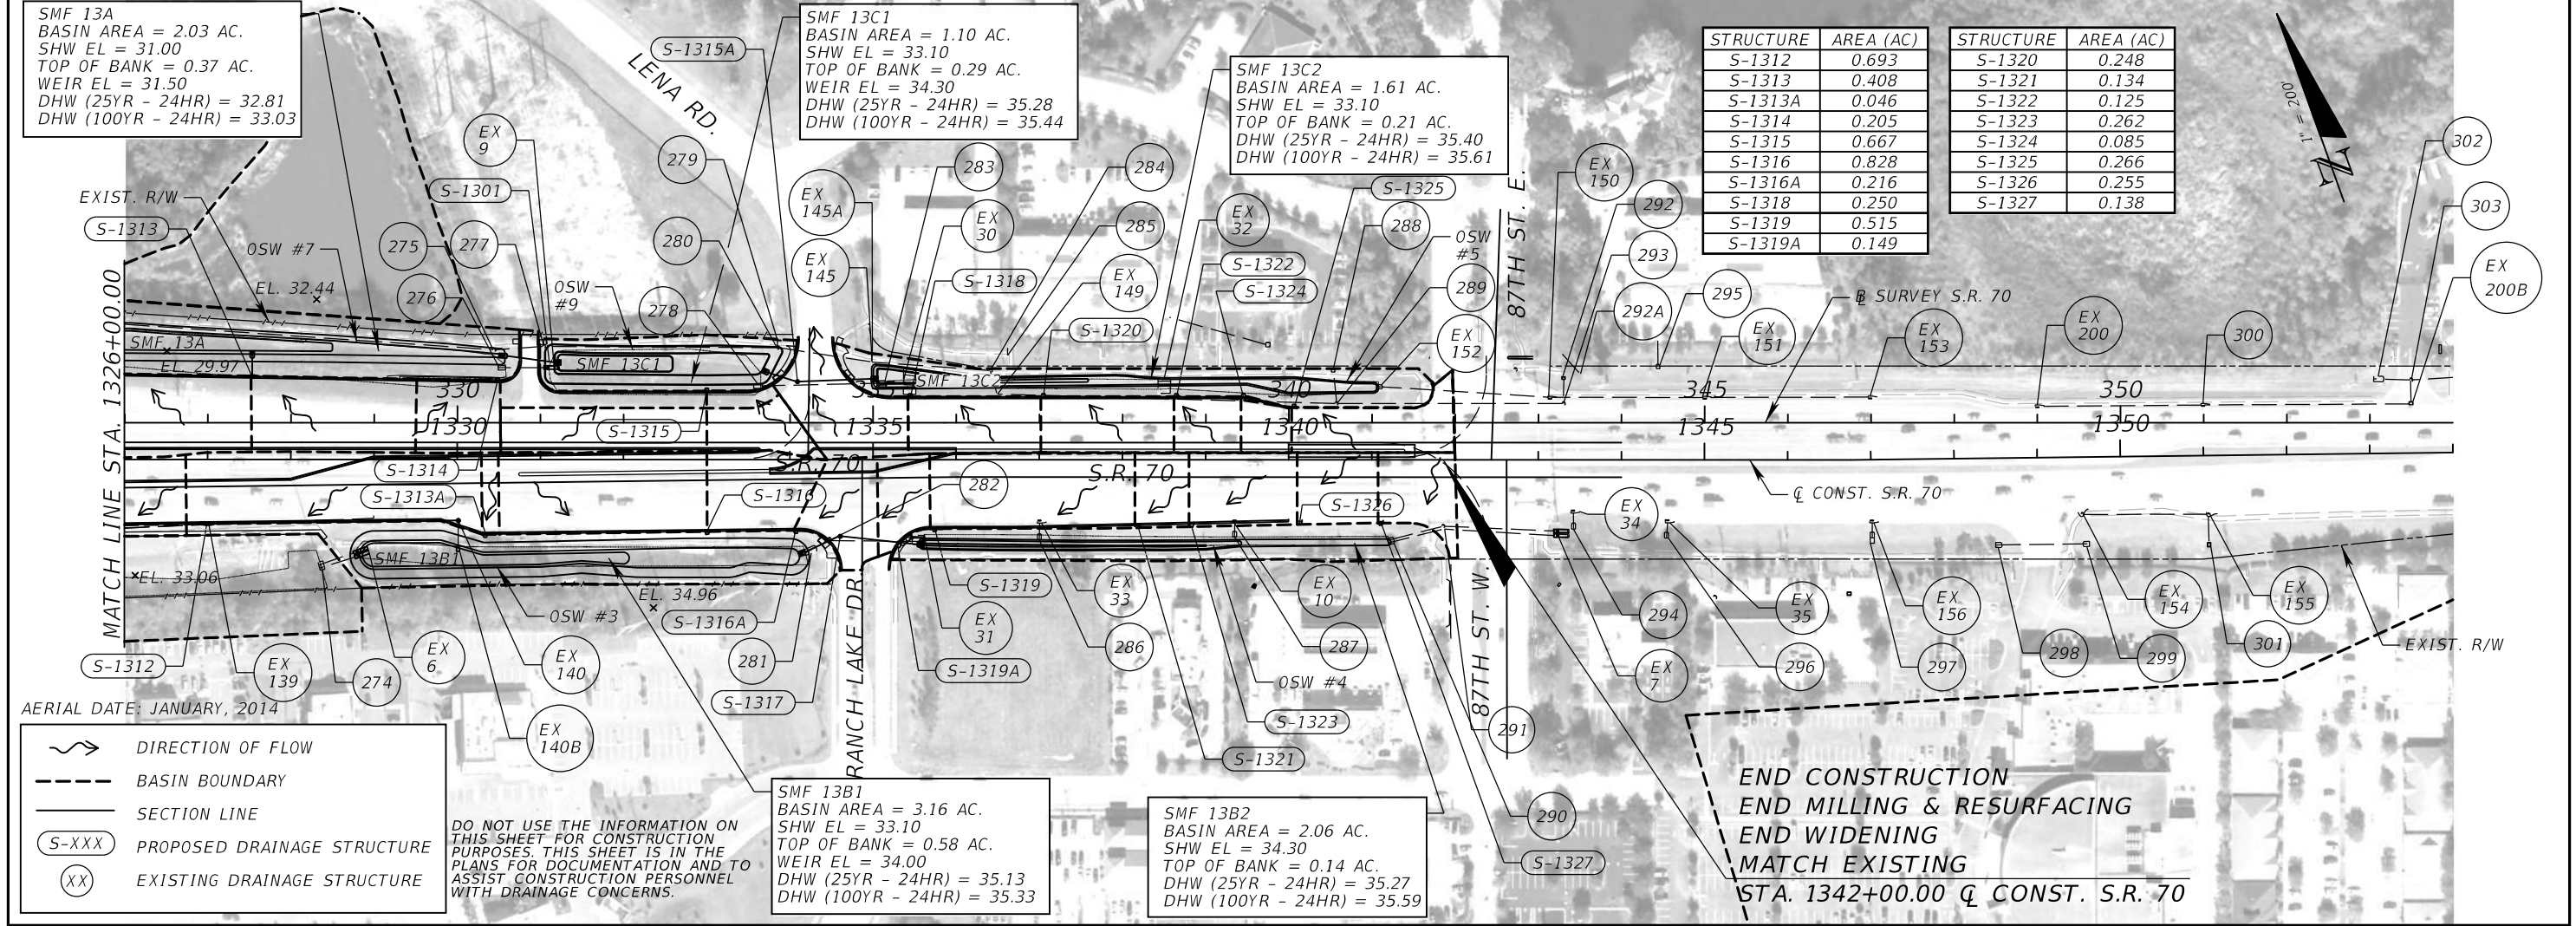 SMF 13A
BASIN AREA = 2.03 AC.
SHW EL = 31.00
TOP OF BANK = 0.37 AC.
WEIR EL = 31.50
DHW (25YR - 24HR) = 32.81
DHW (100YR - 24HR) = 33.03
SMF 13C1
BASIN AREA = 1.10 AC.
SHW EL = 33.10
TOP OF BANK = 0.29 AC.
WEIR EL = 34.30
DHW (25YR - 24HR) = 35.28
DHW (100YR - 24HR) = 35.44
SMF 13C2
BASIN AREA = 1.61 AC.
SHW EL = 33.10
TOP OF BANK = 0.21 AC.
DHW (25YR - 24HR) = 35.40
DHW (100YR - 24HR) = 35.61
STRUCTURE AREA (AC)
S-1312 0.693
S-1313 0.408
S-1313A 0.046
S-1314 0.205
S-1315 0.667
S-1316 0.828
S-1316A 0.216
S-1318 0.250
S-1319 0.515
S-1319A 0.149
STRUCTURE AREA (AC)
S-1320 0.248
S-1321 0.134
S-1322 0.125
S-1323 0.262
S-1324 0.085
S-1325 0.266
S-1326 0.255
S-1327 0.138
1" = 200'
N
S-1315A
LENA RD.
EX
9
279
S-1301
EXIST. R/W
S-1313
OSW #7
275
277
276
EL. 32.44
OSW
#9
280
278
EX
145A
EX
145
283
EX
30
S-1318
284
285
EX
149
S-1320
EX
32
S-1322
S-1324
S-1325
288
OSW
#5
289
EX
152
87TH ST. E.
EX
150
292
293
292A
295
EX
151
B SURVEY S.R. 70
EX
153
EX
200
300
302
303
EX
200B
MATCH LINE STA. 1326+00.00
SMF 13A
EL. 29.97
SMF 13C1
SMF 13C2
330
340
345
350
1330
1335
1340
1345
1350
S-1315
S-1314
S-1313A
S-1316
S.R. 70
S.R. 70
282
S-1326
CL CONST. S.R. 70
EX
34
SMF 13B1
EL. 33.06
EL. 34.96
OSW #3
S-1316A
S-1319
EX
31
S-1319A
EX
33
286
EX
10
287
OSW #4
S-1323
S-1321
294
EX
7
EX
35
296
EX
156
297
298
EX
154
299
EX
155
301
EXIST. R/W
S-1312
EX
139
274
EX
6
EX
140
EX
140B
281
S-1317
RANCH LAKE DR.
87TH ST. W.
291
290
S-1327
AERIAL DATE: JANUARY, 2014
DIRECTION OF FLOW
BASIN BOUNDARY
SECTION LINE
S-XXX PROPOSED DRAINAGE STRUCTURE
XX EXISTING DRAINAGE STRUCTURE
DO NOT USE THE INFORMATION ON
THIS SHEET FOR CONSTRUCTION
PURPOSES. THIS SHEET IS IN THE
PLANS FOR DOCUMENTATION AND TO
ASSIST CONSTRUCTION PERSONNEL
WITH DRAINAGE CONCERNS.
SMF 13B1
BASIN AREA = 3.16 AC.
SHW EL = 33.10
TOP OF BANK = 0.58 AC.
WEIR EL = 34.00
DHW (25YR - 24HR) = 35.13
DHW (100YR - 24HR) = 35.33
SMF 13B2
BASIN AREA = 2.06 AC.
SHW EL = 34.30
TOP OF BANK = 0.14 AC.
DHW (25YR - 24HR) = 35.27
DHW (100YR - 24HR) = 35.59
END CONSTRUCTION
END MILLING & RESURFACING
END WIDENING
MATCH EXISTING
STA. 1342+00.00 CL CONST. S.R. 70